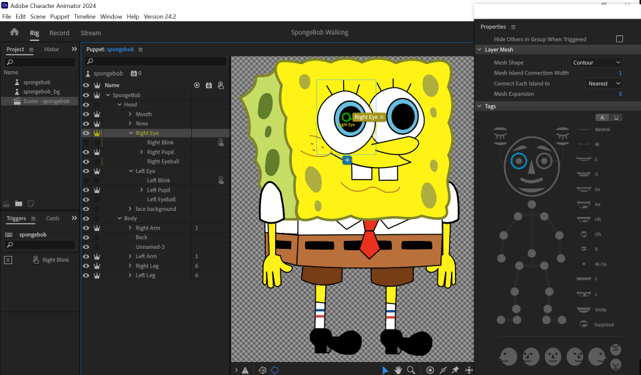 Adobe Character Animator 2024
File Edit Scene Puppet Timeline Window Help Version 24.2
Rig Record Stream
SpongeBob Walking
Project
Histor
Name
spongebob
spongebob_bg
Scene - spongebob
Triggers
Contr
spongebob
Right Blink
Puppet: spongebob
spongebob 9
Name
SpongeBob
Head
Mouth
Nose
Right Eye
Right Blink
Right Pupil
Right Eyeball
Left Eye
Left Blink
Left Pupil
Left Eyeball
face background
Body
Right Arm 1
Back
Unnamed-3
Left Arm 1
Right Leg 6
Left Leg 6
Right Eye
Right Eye
Properties
Hide Others in Group When Triggered
Layer Mesh
Mesh Shape Contour
Mesh Island Connection Width 1
Connect Each Island to Nearest
Mesh Expansion 0
Tags
A
Neutral
M
S
D
Ee
Aa
Uh
Oh
R
W-Oo
F
L
Smile
Surprised